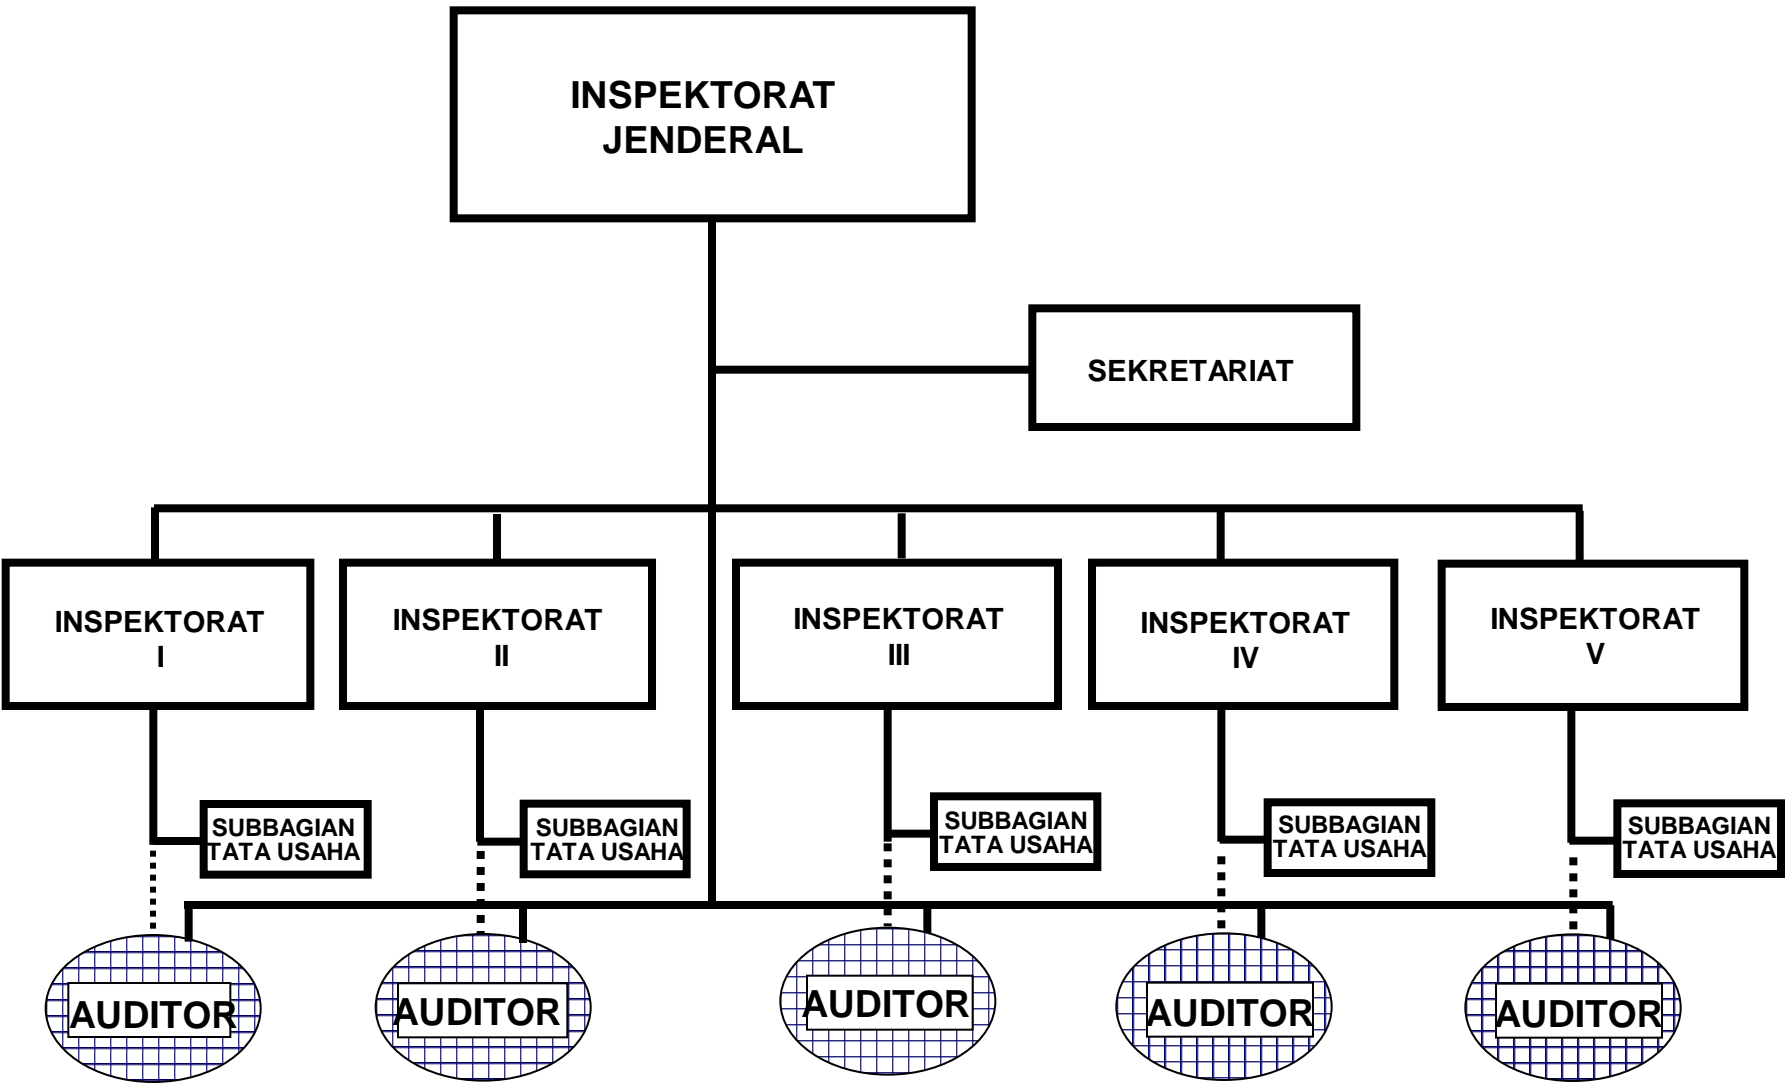 INSPEKTORAT
JENDERAL
SEKRETARIAT
INSPEKTORAT
I
INSPEKTORAT
II
INSPEKTORAT
III
INSPEKTORAT
IV
INSPEKTORAT
V
SUBBAGIAN
TATA USAHA
SUBBAGIAN
TATA USAHA
SUBBAGIAN
TATA USAHA
SUBBAGIAN
TATA USAHA
SUBBAGIAN
TATA USAHA
AUDITOR
AUDITOR
AUDITOR
AUDITOR
AUDITOR